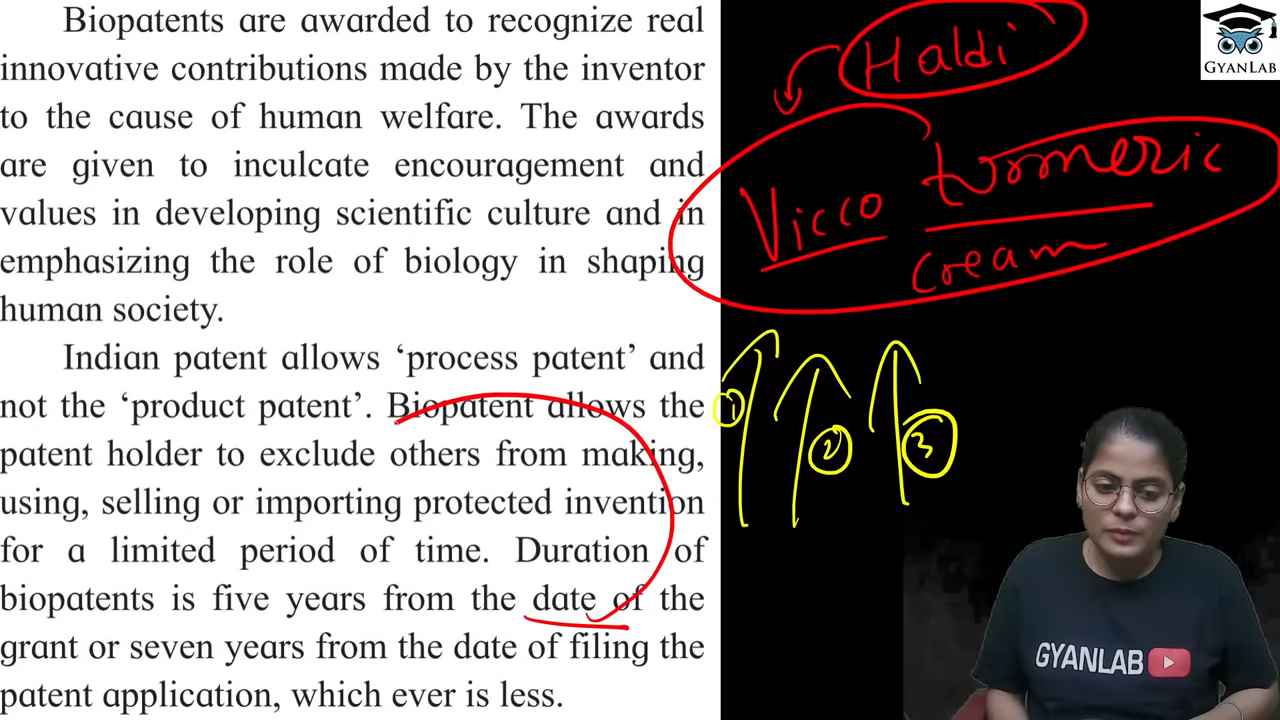 Biopatents are awarded to recognize real
innovative contributions made by the inventor
to the cause of human welfare. The awards
are given to inculcate encouragement and
values in developing scientific culture and in
emphasizing the role of biology in shaping
human society.
Indian patent allows ‘process patent’ and
not the ‘product patent’. Biopatent allows the
patent holder to exclude others from making,
using, selling or importing protected invention
for a limited period of time. Duration of
biopatents is five years from the date of the
grant or seven years from the date of filing the
patent application, which ever is less.
Haldi
Vicco turmeric
cream
1 2 3
GYANLAB
GYANLAB